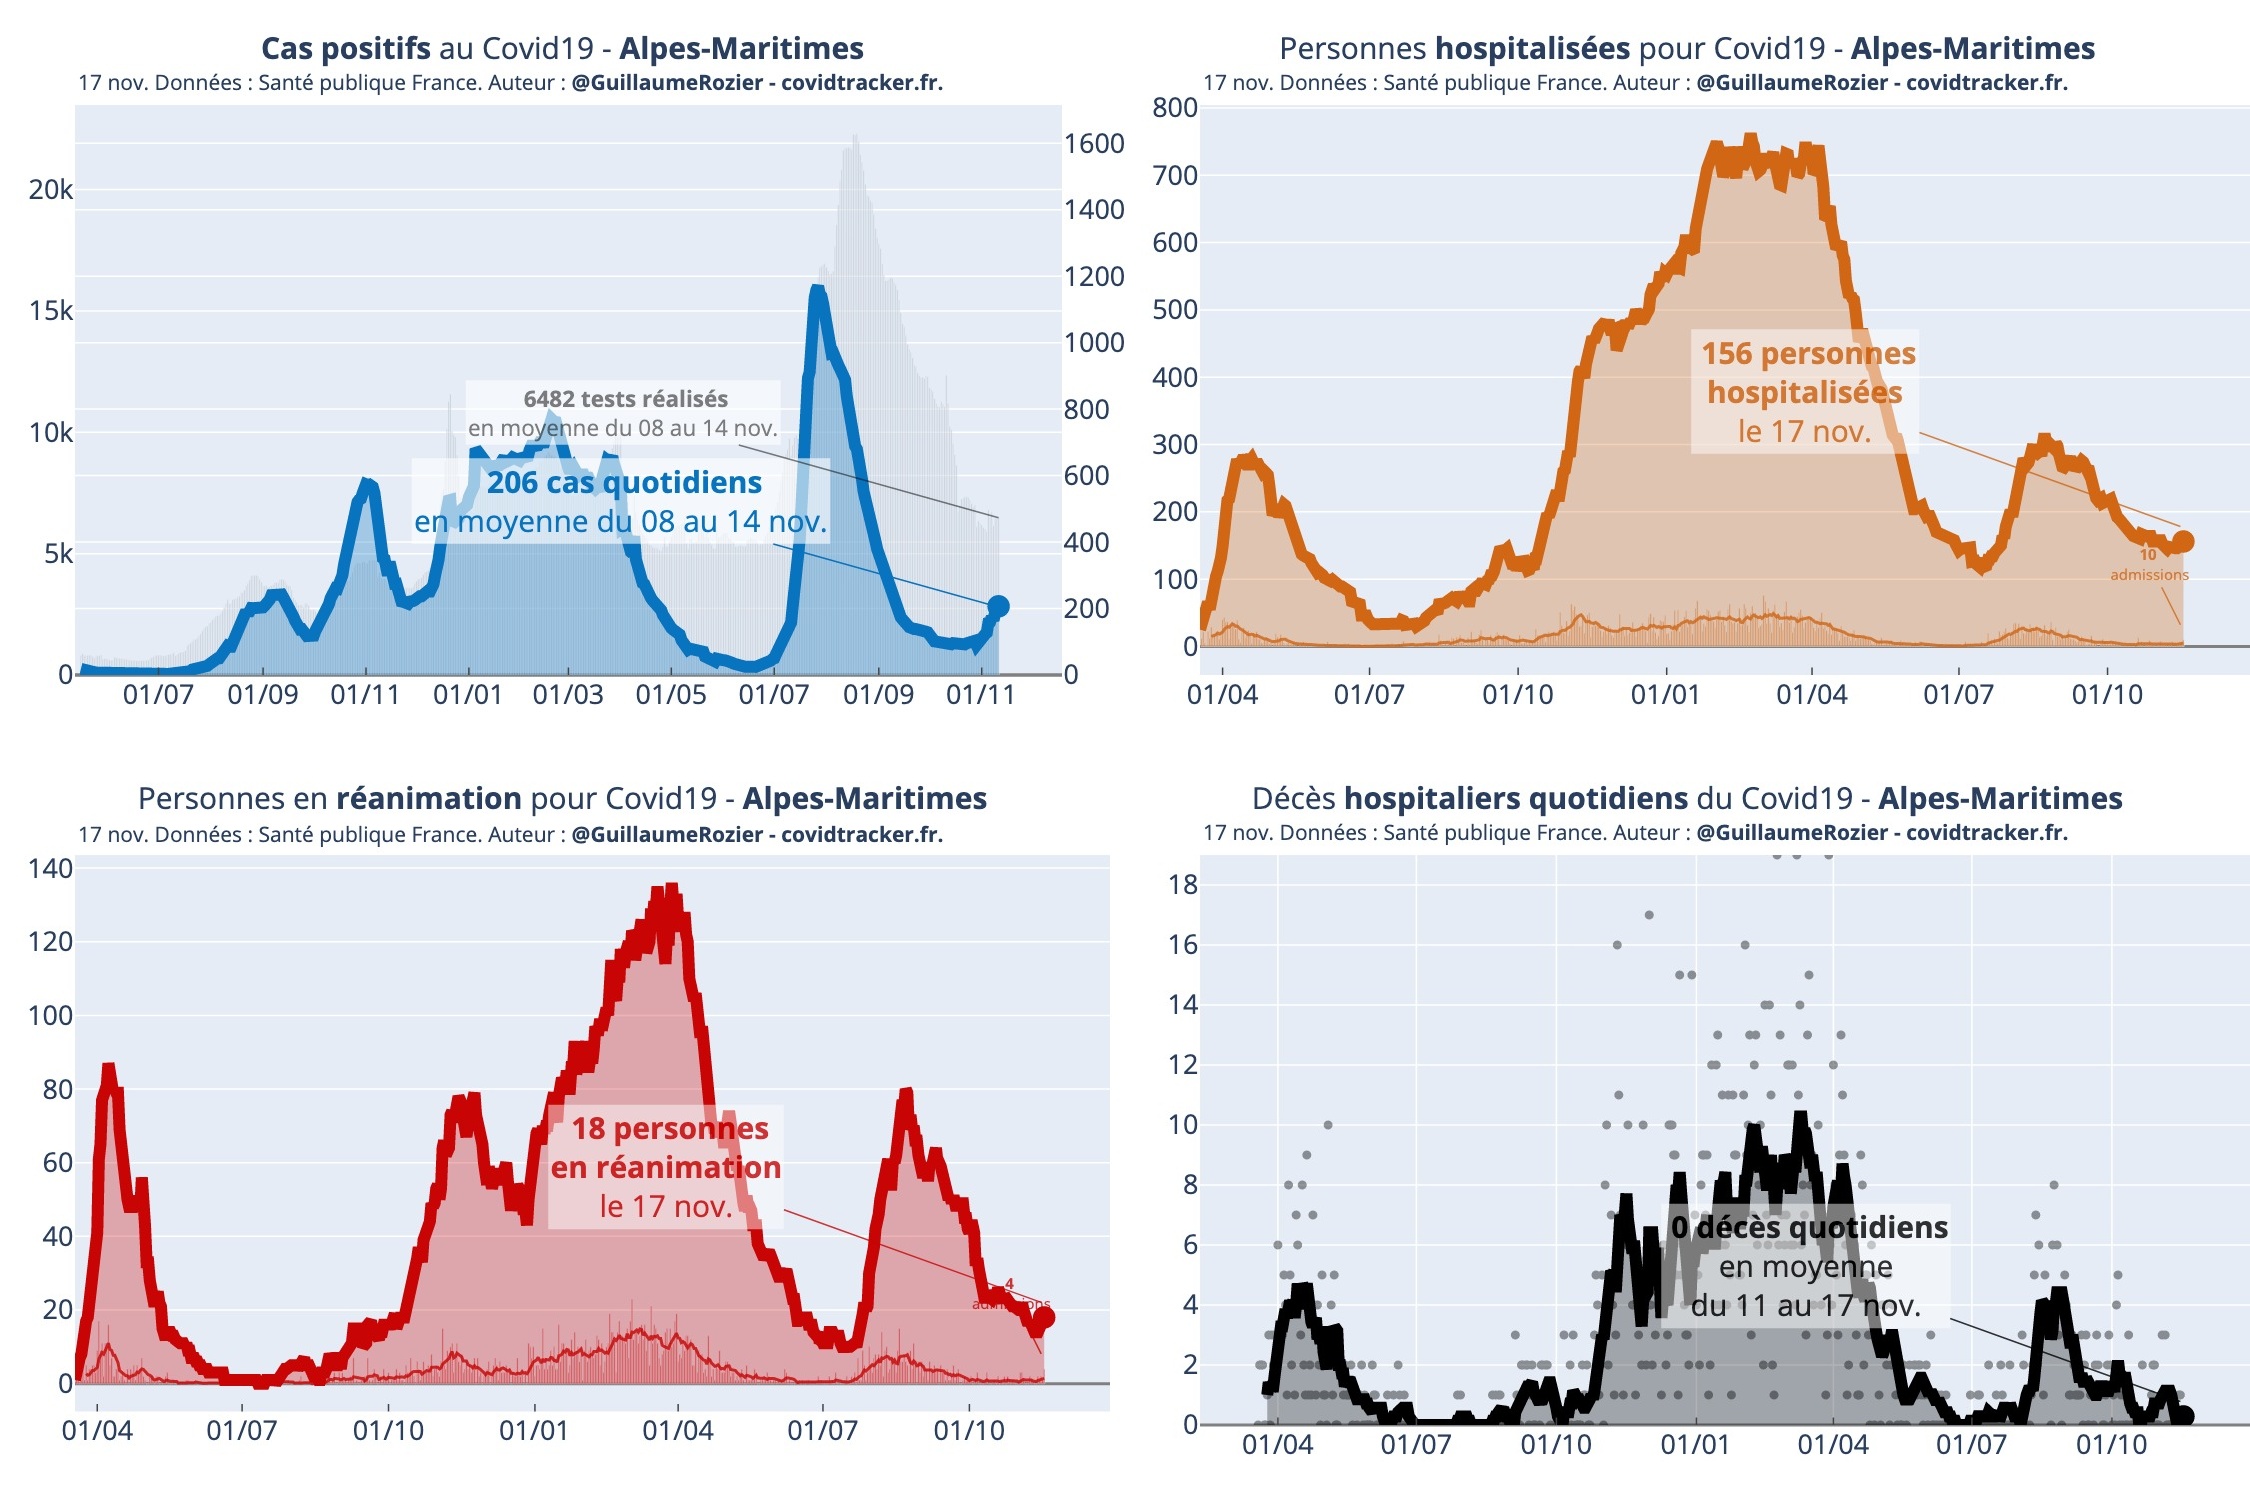 Cas positifs au Covid19 - Alpes-Maritimes
17 nov. Données : Santé publique France. Auteur : @GuillaumeRozier - covidtracker.fr.
20k
15k
10k
5k
0
1600
1400
1200
1000
800
600
400
200
0
6482 tests réalisés
en moyenne du 08 au 14 nov.
206 cas quotidiens
en moyenne du 08 au 14 nov.
01/07 01/09 01/11 01/01 01/03 01/05 01/07 01/09 01/11
Personnes hospitalisées pour Covid19 - Alpes-Maritimes
17 nov. Données : Santé publique France. Auteur : @GuillaumeRozier - covidtracker.fr.
800
700
600
500
400
300
200
100
0
156 personnes
hospitalisées
le 17 nov.
10
admissions
01/04 01/07 01/10 01/01 01/04 01/07 01/10
Personnes en réanimation pour Covid19 - Alpes-Maritimes
17 nov. Données : Santé publique France. Auteur : @GuillaumeRozier - covidtracker.fr.
140
120
100
80
60
40
20
0
18 personnes
en réanimation
le 17 nov.
4
admissions
01/04 01/07 01/10 01/01 01/04 01/07 01/10
Décès hospitaliers quotidiens du Covid19 - Alpes-Maritimes
17 nov. Données : Santé publique France. Auteur : @GuillaumeRozier - covidtracker.fr.
18
16
14
12
10
8
6
4
2
0
0 décès quotidiens
en moyenne
du 11 au 17 nov.
01/04 01/07 01/10 01/01 01/04 01/07 01/10